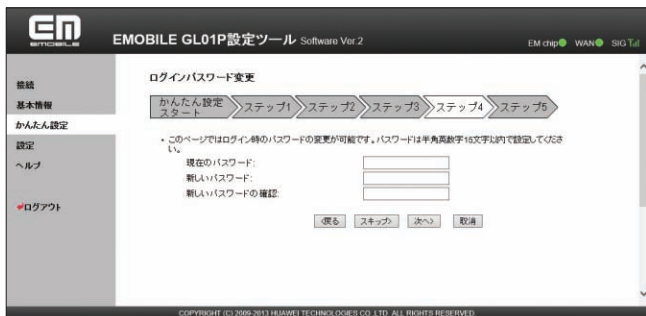 EM
EMOBILE
EMOBILE GL01P設定ツール Software Ver.2
EM chip WAN SIG
接続
基本情報
かんたん設定
設定
ヘルプ
ログアウト
ログインパスワード変更
かんたん設定
スタート
ステップ1
ステップ2
ステップ3
ステップ4
ステップ5
・このページではログイン時のパスワードの変更が可能です。パスワードは半角英数字16文字以内で設定してくださ
い。
現在のパスワード:
新しいパスワード:
新しいパスワードの確認:
<戻る スキップ> 次へ> 取消
COPYRIGHT (C) 2009-2013 HUAWEI TECHNOLOGIES CO.,LTD. ALL RIGHTS RESERVED.